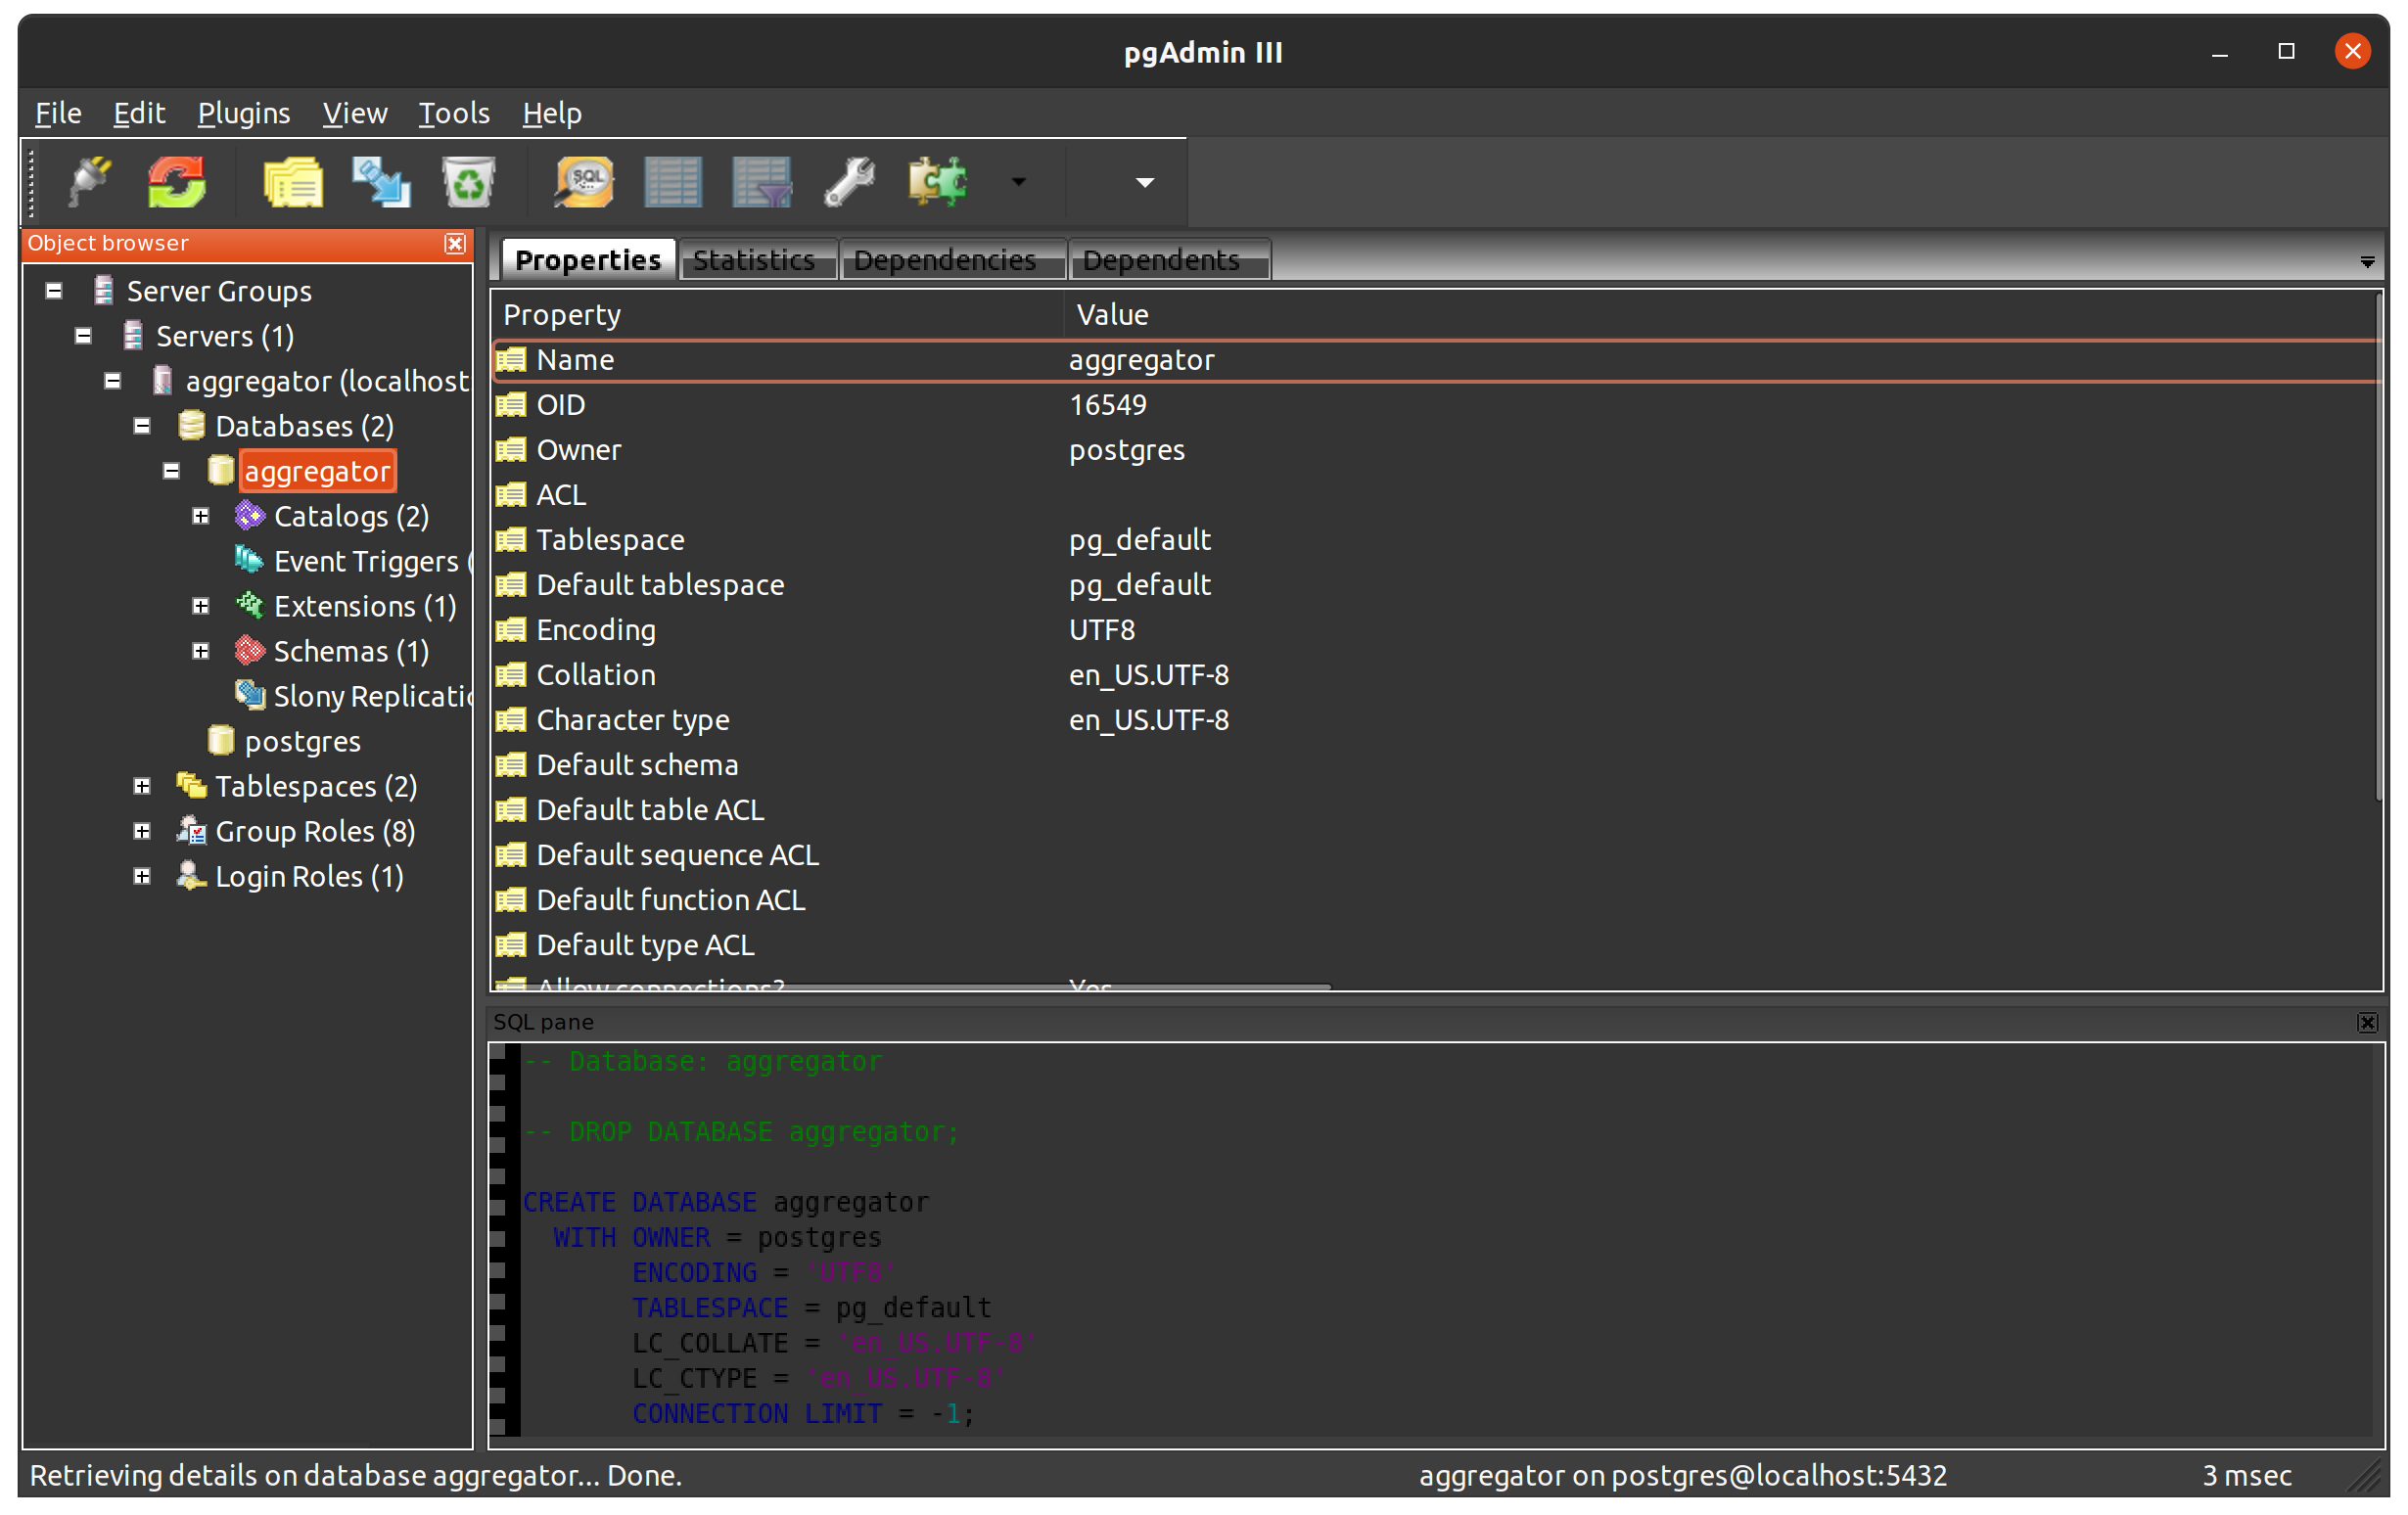 pgAdmin III
File Edit Plugins View Tools Help
SQL
Object browser
Server Groups
Servers (1)
aggregator (localhost:
Databases (2)
aggregator
Catalogs (2)
Event Triggers (
Extensions (1)
Schemas (1)
Slony
postgres
Tablespaces (2)
Group Roles (8)
Login Roles (1)
Properties Statistics Dependencies Dependents
Property Value
Name aggregator
OID 16549
Owner postgres
ACL
Tablespace pg_default
Default tablespace pg_default
Encoding UTF8
Collation en_US.UTF-8
Character type en_US.UTF-8
Default schema
Default table ACL
Default sequence ACL
Default function ACL
Default type ACL
Allow connections? Yes
SQL pane
-- Database: aggregator
-- DROP DATABASE aggregator;
CREATE DATABASE aggregator
WITH OWNER = postgres
ENCODING = 'UTF8'
TABLESPACE = pg_default
LC_COLLATE = 'en_US.UTF-8'
LC_CTYPE = 'en_US.UTF-8'
CONNECTION LIMIT = -1;
Retrieving details on database aggregator... Done. aggregator on postgres@localhost:5432 3 msec